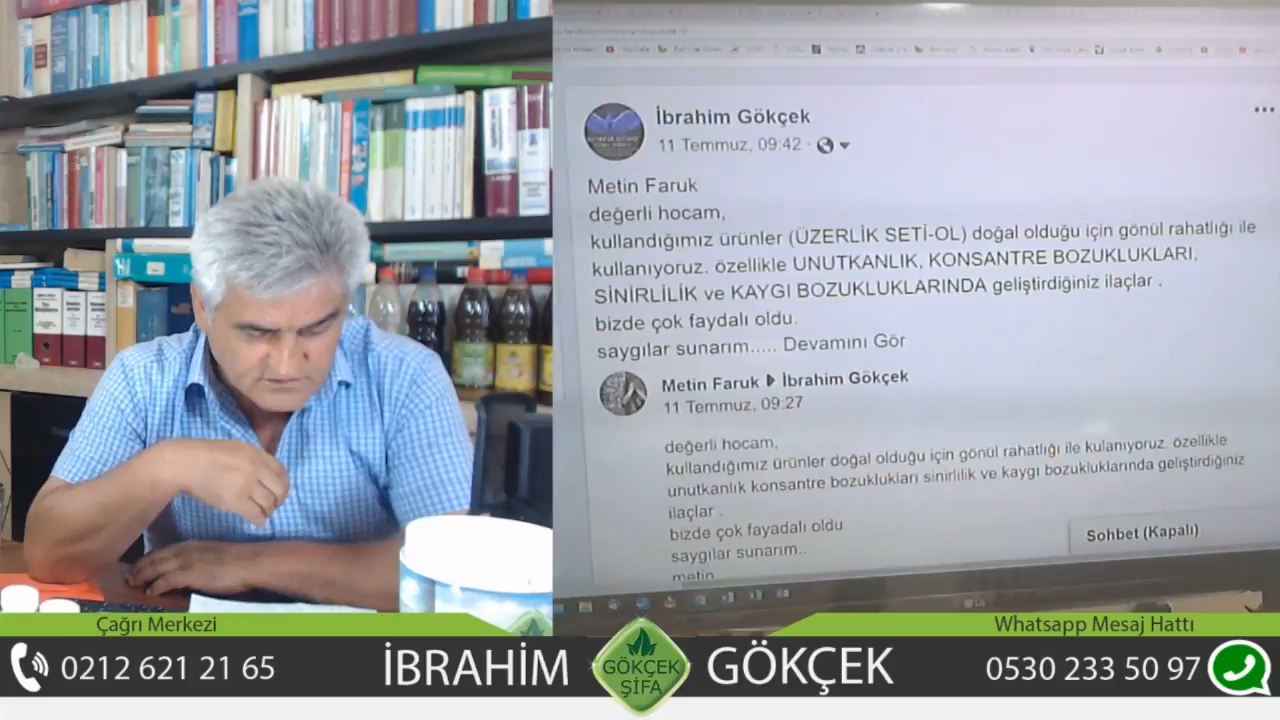 İbrahim Gökçek
11 Temmuz, 09:42
Metin Faruk
değerli hocam,
kullandığımız ürünler (ÜZERLİK SETİ-OL) doğal olduğu için gönül rahatlığı ile
kullanıyoruz. özellikle UNUTKANLIK, KONSANTRE BOZUKLUKLARI,
SİNİRLİLİK ve KAYGI BOZUKLUKLARINDA geliştirdiğiniz ilaçlar .
bizde çok faydalı oldu.
saygılar sunarım..... Devamını Gör
Metin Faruk İbrahim Gökçek
11 Temmuz, 09:27
değerli hocam,
kullandığımız ürünler doğal olduğu için gönül rahatlığı ile kulanıyoruz. özellikle
unutkanlık konsantre bozuklukları sinirlilik ve kaygı bozukluklarında geliştirdiğiniz
ilaçlar .
bizde çok fayadalı oldu.
saygılar sunarım..
metin
Sohbet (Kapalı)
Çağrı Merkezi
Whatsapp Mesaj Hattı
0212 621 21 65
İBRAHİM
GÖKÇEK
ŞİFA
GÖKÇEK
0530 233 50 97